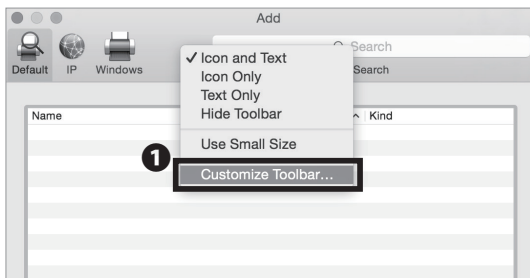 Add
Default IP Windows
Search
Search
✓ Icon and Text
Icon Only
Text Only
Hide Toolbar
Use Small Size
1 Customize Toolbar...
Name Kind